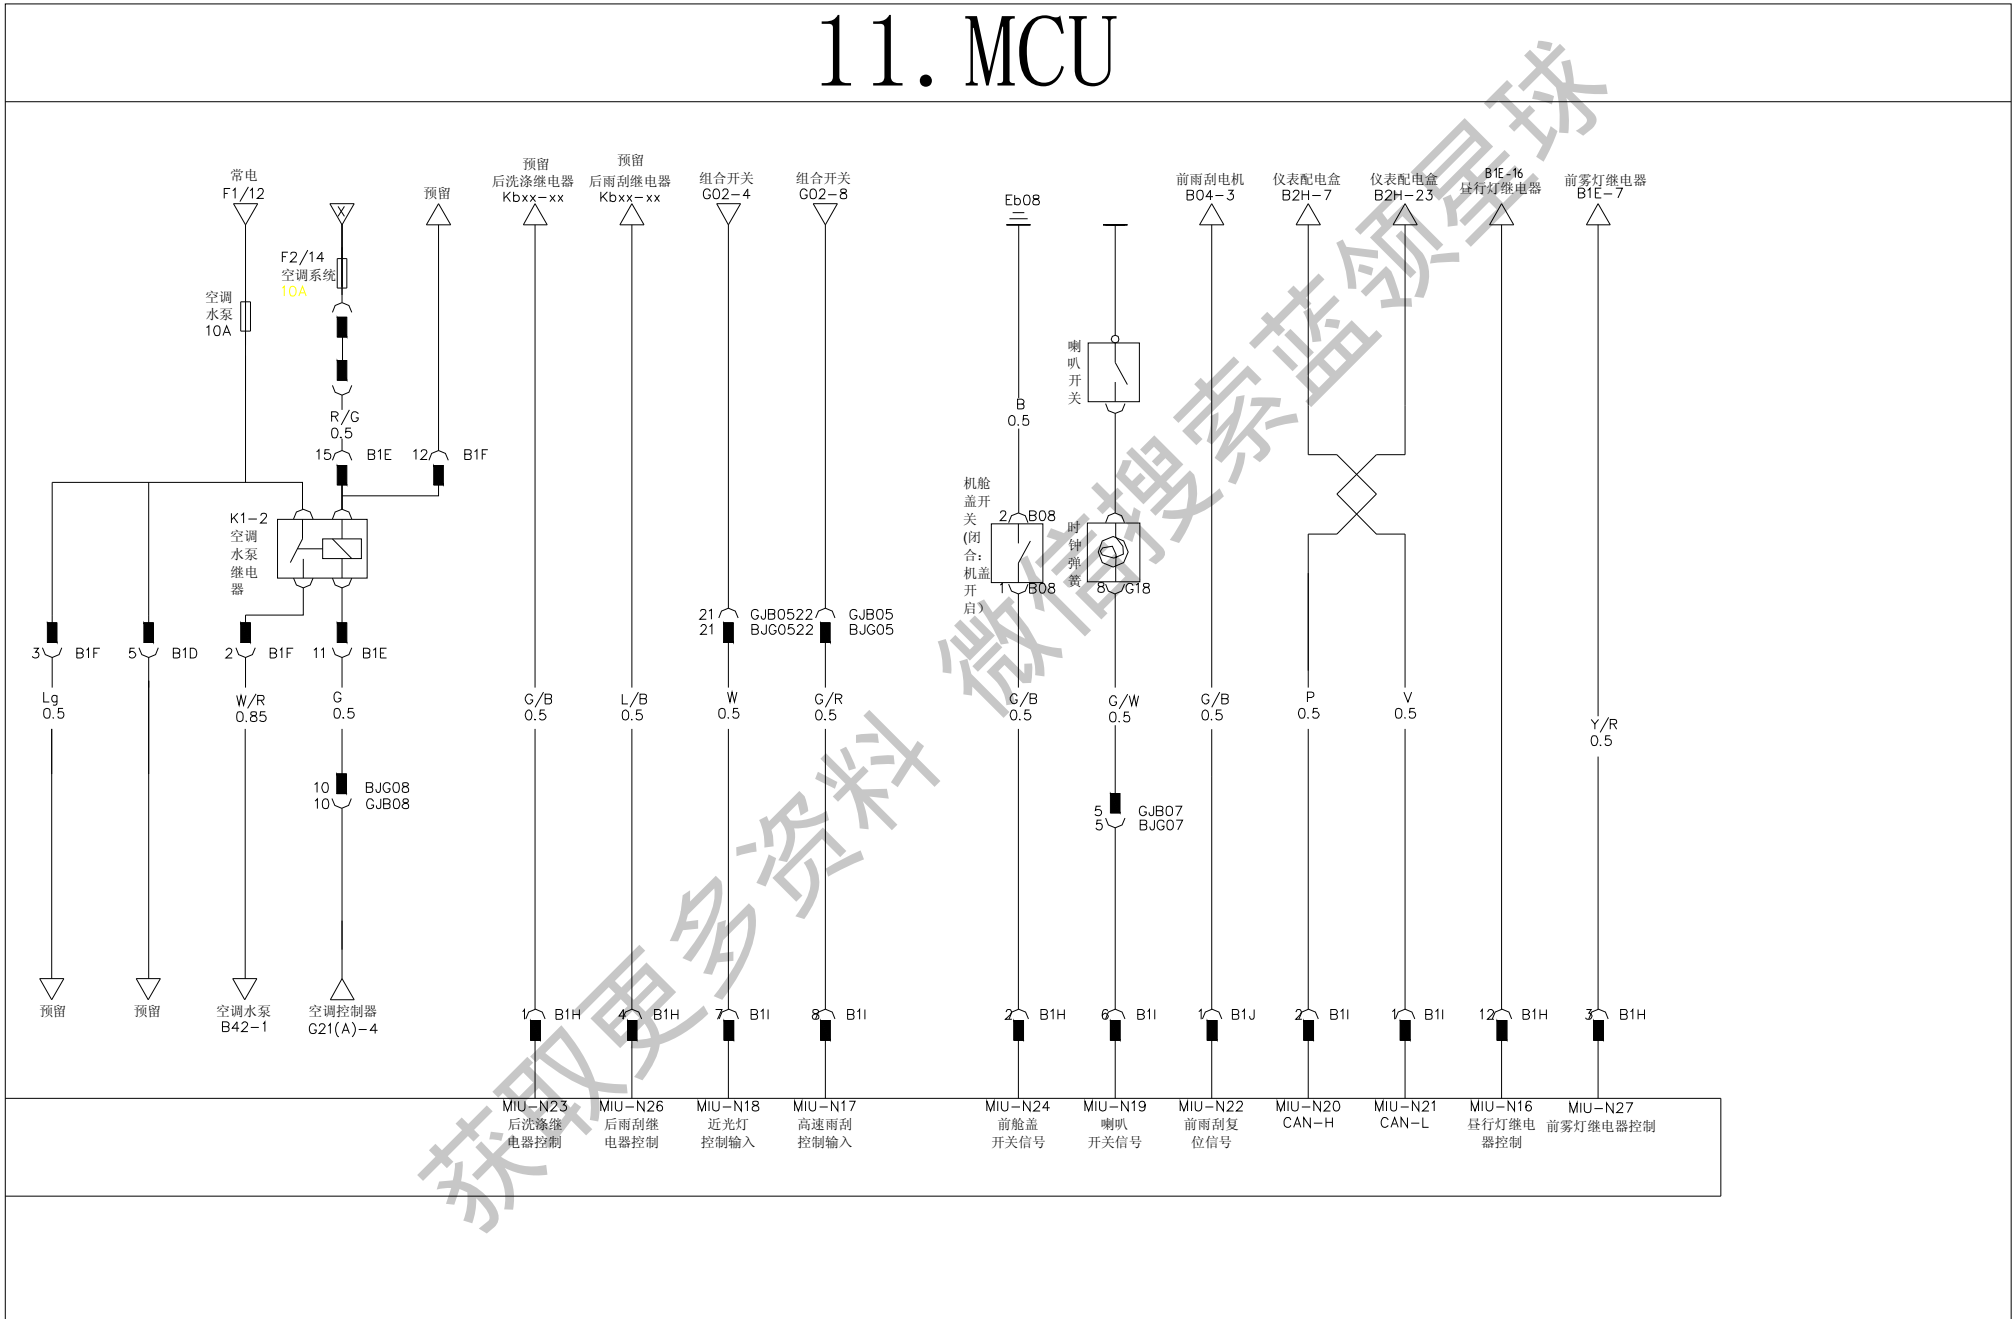 11. MCU
常电
F1/12
X
F2/14
空调系统
10A
空调
水泵
10A
R/G
0.5
15 B1E
预留
12 B1F
K1-2
空调
水泵
继电
器
3 B1F
5 B1D
2 B1F
11 B1E
Lg
0.5
W/R
0.85
G
0.5
10 BJG08
10 GJB08
预留
预留
空调水泵
B42-1
空调控制器
G21(A)-4
预留
后洗涤继电器
Kbxx-xx
预留
后雨刮继电器
Kbxx-xx
组合开关
G02-4
组合开关
G02-8
21 GJB05
21 BJG05
22 GJB05
22 BJG05
G/B
0.5
L/B
0.5
W
0.5
G/R
0.5
Eb08
B
0.5
机舱
盖开
关
(闭
合:
机盖
开
启)
2 B08
1 B08
喇
叭
开
关
时
钟
弹
簧
8 G18
G/B
0.5
G/W
0.5
5 GJB07
5 BJG07
前雨刮电机
B04-3
仪表配电盒
B2H-7
仪表配电盒
B2H-23
B1E-16
昼行灯继电器
前雾灯继电器
B1E-7
G/B
0.5
P
0.5
V
0.5
Y/R
0.5
1 B1H
4 B1H
7 B1I
8 B1I
2 B1H
6 B1I
1 B1J
2 B1I
1 B1I
12 B1H
3 B1H
MIU-N23
后洗涤继
电器控制
MIU-N26
后雨刮继
电器控制
MIU-N18
近光灯
控制输入
MIU-N17
高速雨刮
控制输入
MIU-N24
前舱盖
开关信号
MIU-N19
喇叭
开关信号
MIU-N22
前雨刮复
位信号
MIU-N20
CAN-H
MIU-N21
CAN-L
MIU-N16
昼行灯继电
器控制
MIU-N27
前雾灯继电器控制
获取更多资料 微信搜索蓝领星球